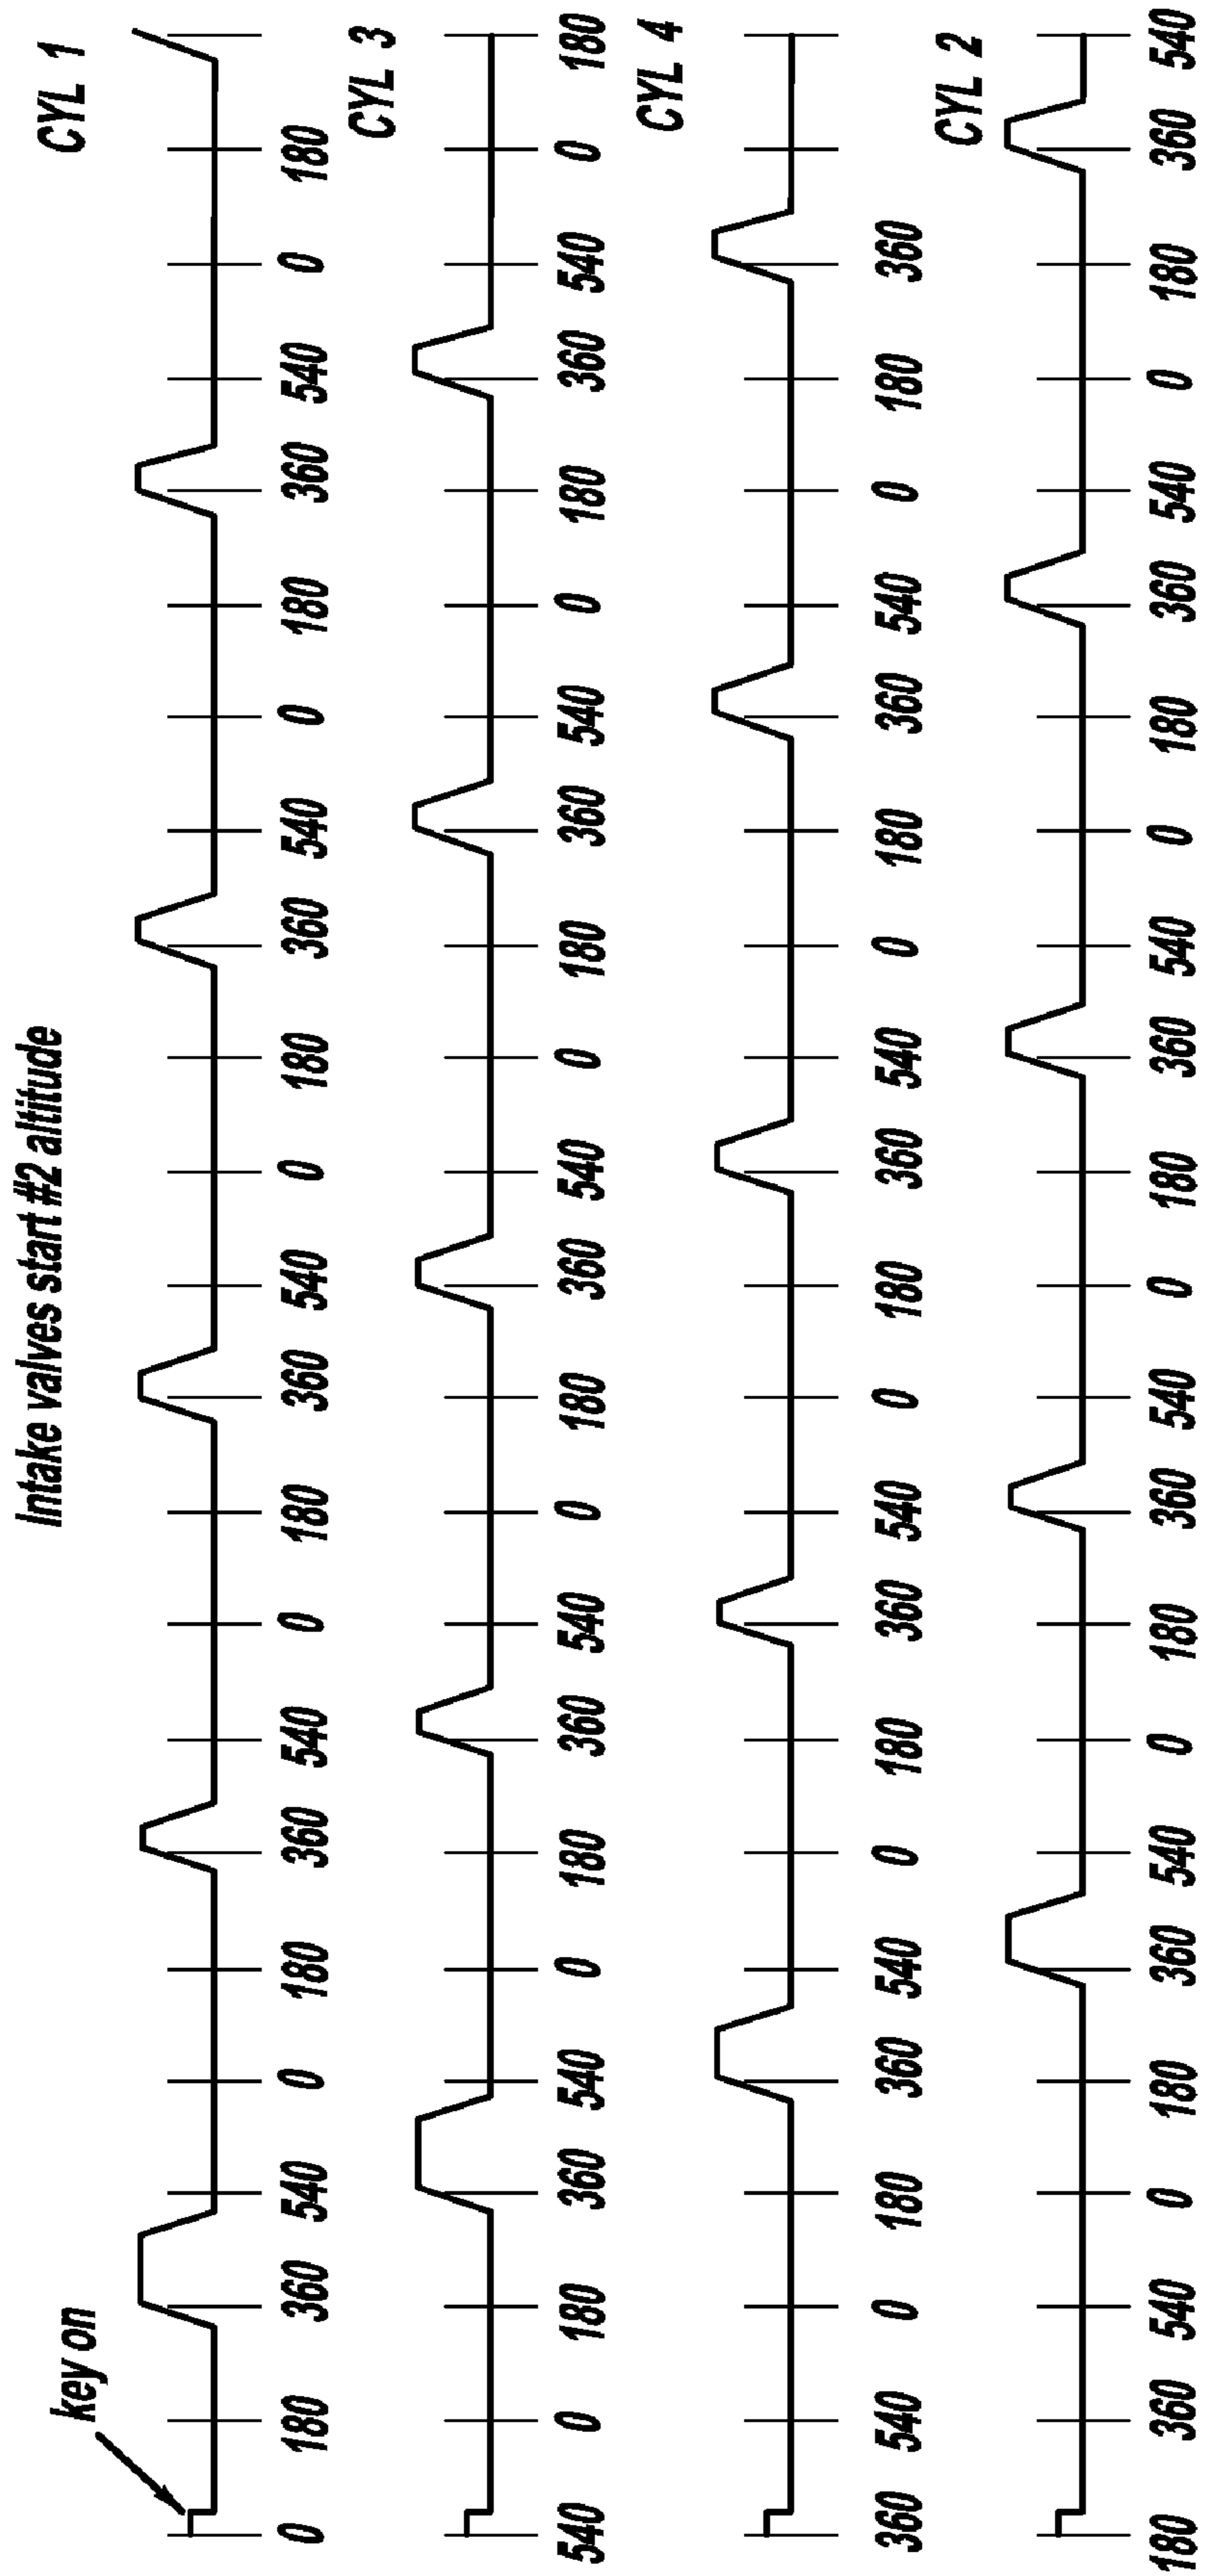 Intake valves start #2 altitude
key on
CYL 1
0 180 360 540 0 180 360 540 0 180 360 540 0 180 360 540 0 180 360 540 0 180
CYL 3
540 0 180 360 540 0 180 360 540 0 180 360 540 0 180 360 540 0 180 360 540 0 180
CYL 4
360 540 0 180 360 540 0 180 360 540 0 180 360 540 0 180 360 540 0 180 360
CYL 2
180 360 540 0 180 360 540 0 180 360 540 0 180 360 540 0 180 360 540 0 180 360 540